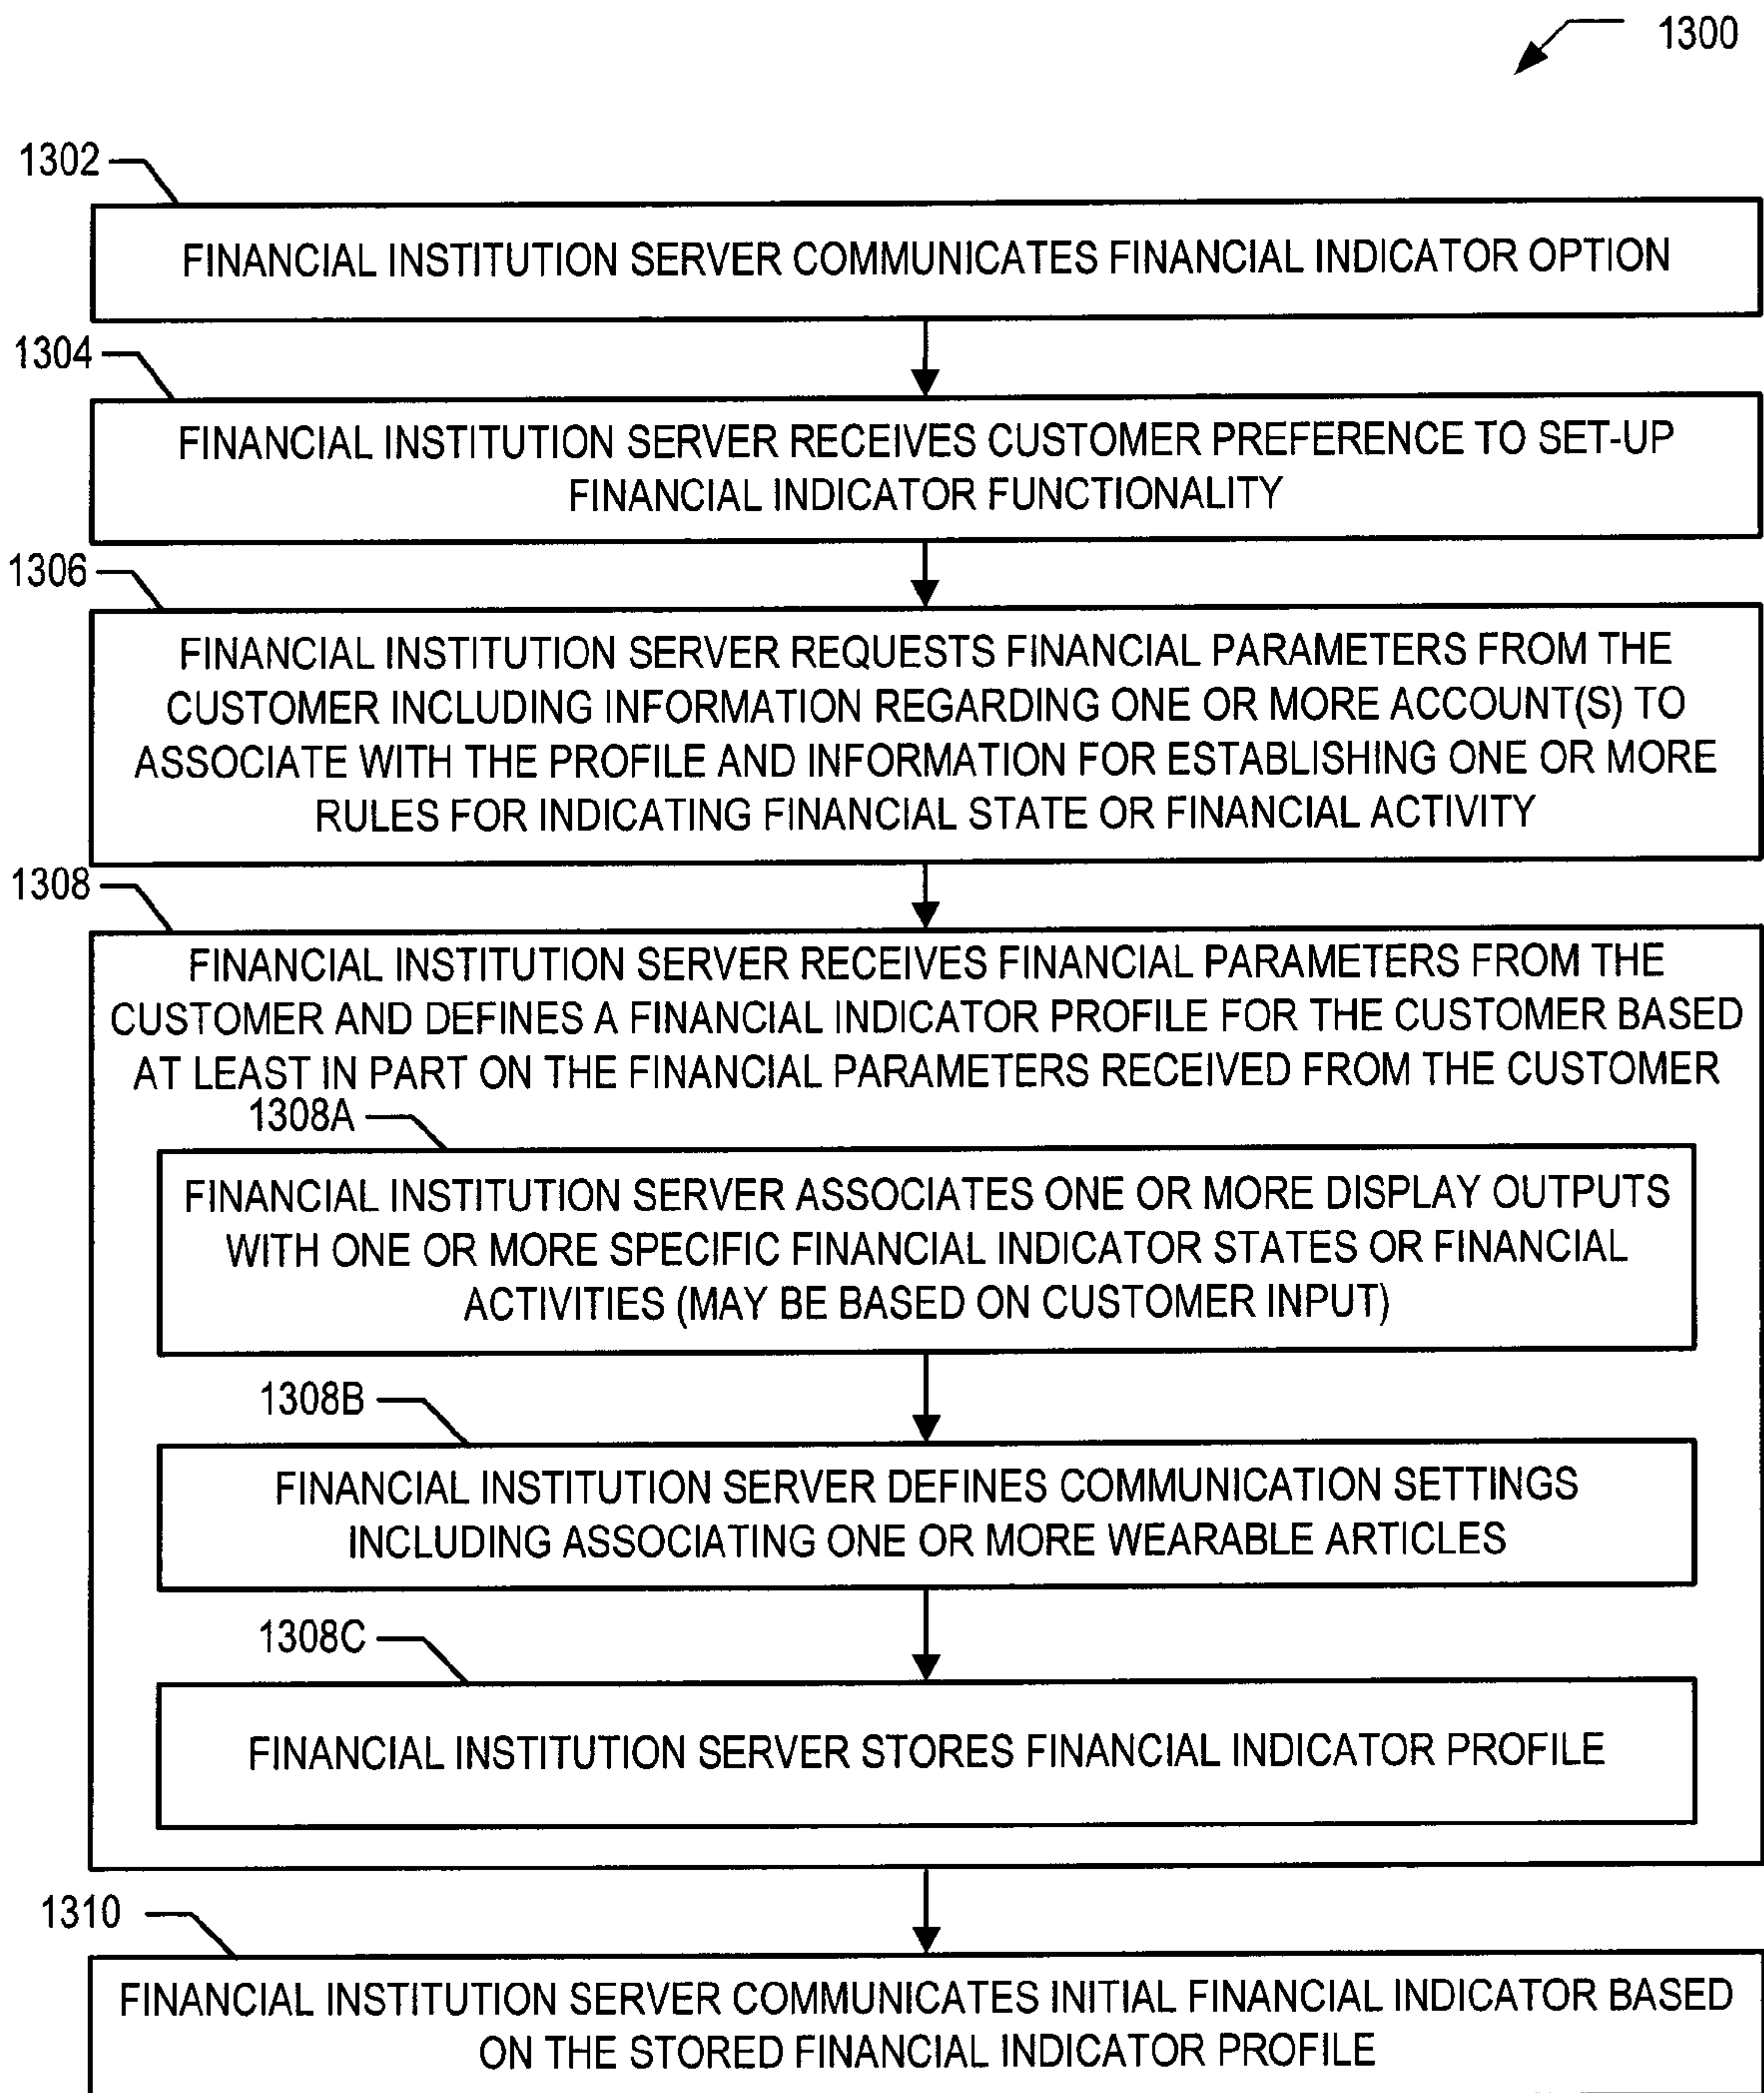 1300
1302
FINANCIAL INSTITUTION SERVER COMMUNICATES FINANCIAL INDICATOR OPTION
1304
FINANCIAL INSTITUTION SERVER RECEIVES CUSTOMER PREFERENCE TO SET-UP
FINANCIAL INDICATOR FUNCTIONALITY
1306
FINANCIAL INSTITUTION SERVER REQUESTS FINANCIAL PARAMETERS FROM THE
CUSTOMER INCLUDING INFORMATION REGARDING ONE OR MORE ACCOUNT(S) TO
ASSOCIATE WITH THE PROFILE AND INFORMATION FOR ESTABLISHING ONE OR MORE
RULES FOR INDICATING FINANCIAL STATE OR FINANCIAL ACTIVITY
1308
FINANCIAL INSTITUTION SERVER RECEIVES FINANCIAL PARAMETERS FROM THE
CUSTOMER AND DEFINES A FINANCIAL INDICATOR PROFILE FOR THE CUSTOMER BASED
AT LEAST IN PART ON THE FINANCIAL PARAMETERS RECEIVED FROM THE CUSTOMER
1308A
FINANCIAL INSTITUTION SERVER ASSOCIATES ONE OR MORE DISPLAY OUTPUTS
WITH ONE OR MORE SPECIFIC FINANCIAL INDICATOR STATES OR FINANCIAL
ACTIVITIES (MAY BE BASED ON CUSTOMER INPUT)
1308B
FINANCIAL INSTITUTION SERVER DEFINES COMMUNICATION SETTINGS
INCLUDING ASSOCIATING ONE OR MORE WEARABLE ARTICLES
1308C
FINANCIAL INSTITUTION SERVER STORES FINANCIAL INDICATOR PROFILE
1310
FINANCIAL INSTITUTION SERVER COMMUNICATES INITIAL FINANCIAL INDICATOR BASED
ON THE STORED FINANCIAL INDICATOR PROFILE